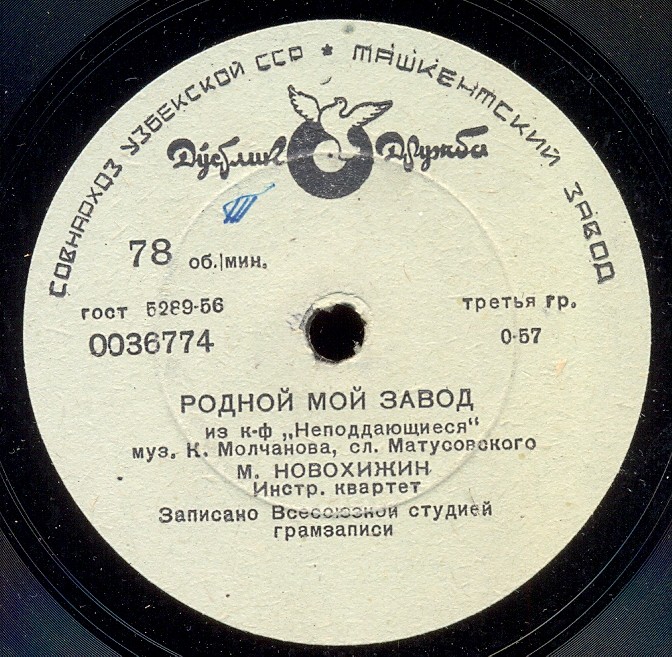 СОВНАРХОЗ УЗБЕКСКОЙ ССР * ТАШКЕНТСКИЙ ЗАВОД
Дўстлик Дружба
78 об./мин.
гост 5289-56
третья гр.
0036774
0-57
РОДНОЙ МОЙ ЗАВОД
из к-ф „Неподдающиеся"
муз. К. Молчанова, сл. Матусовского
М. НОВОХИЖИН
Инстр. квартет
Записано Всесоюзной студией
грамзаписи